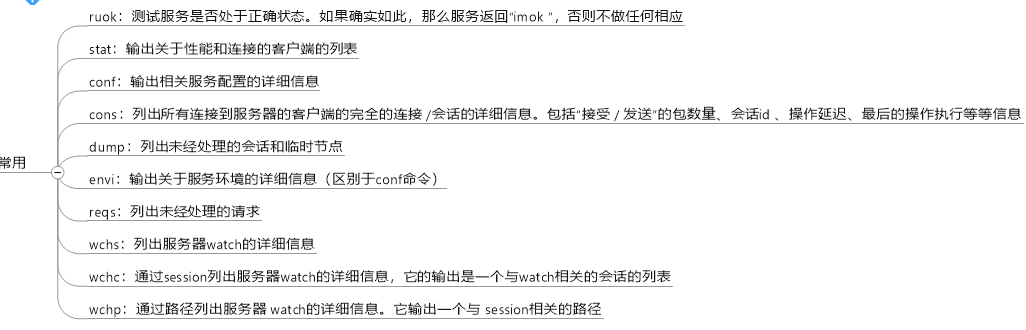 ruok：测试服务是否处于正确状态。如果确实如此，那么服务返回“imok ”，否则不做任何相应
stat：输出关于性能和连接的客户端的列表
conf：输出相关服务配置的详细信息
cons：列出所有连接到服务器的客户端的完全的连接 /会话的详细信息。包括“接受 / 发送”的包数量、会话id 、操作延迟、最后的操作执行等等信息
dump：列出未经处理的会话和临时节点
常用
envi：输出关于服务环境的详细信息（区别于conf命令）
reqs：列出未经处理的请求
wchs：列出服务器watch的详细信息
wchc：通过session列出服务器watch的详细信息，它的输出是一个与watch相关的会话的列表
wchp：通过路径列出服务器 watch的详细信息。它输出一个与 session相关的路径